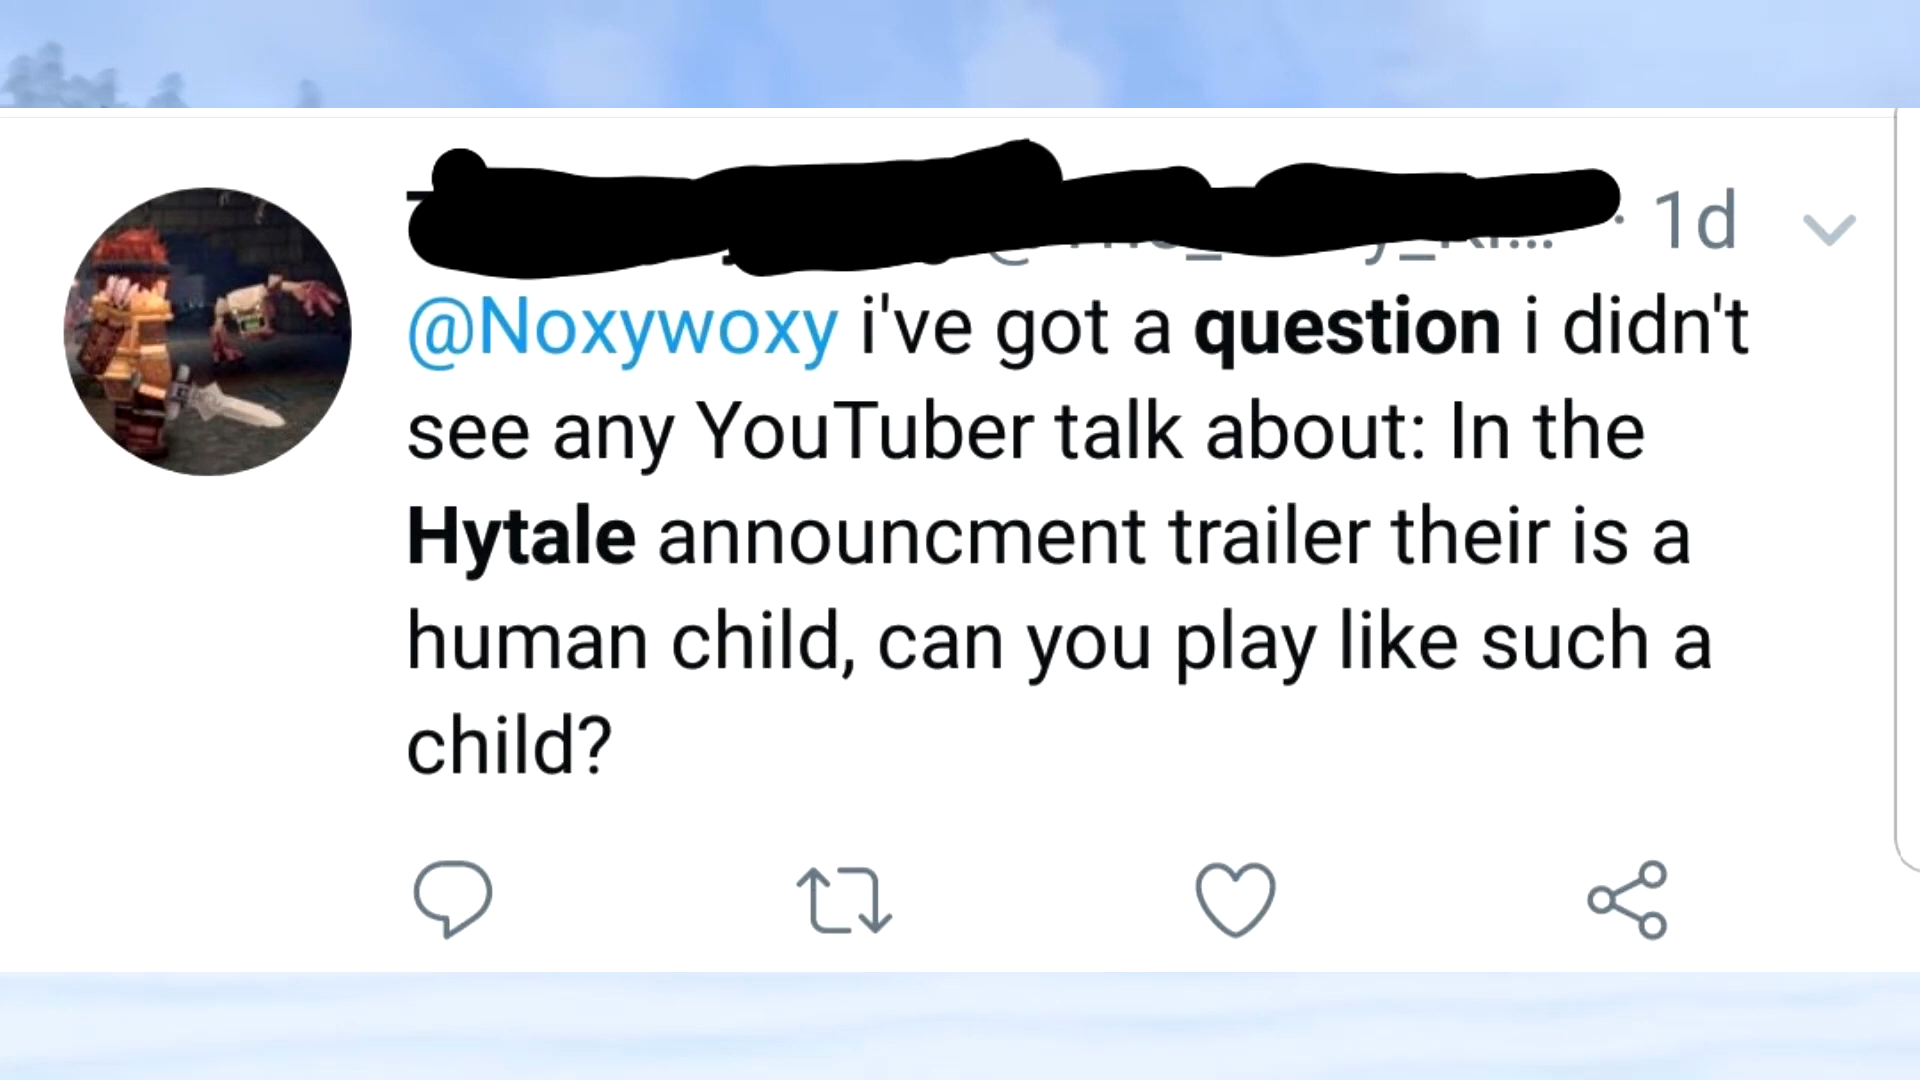 1d
@Noxywoxy i've got a question i didn't
see any YouTuber talk about: In the
Hytale announcment trailer their is a
human child, can you play like such a
child?